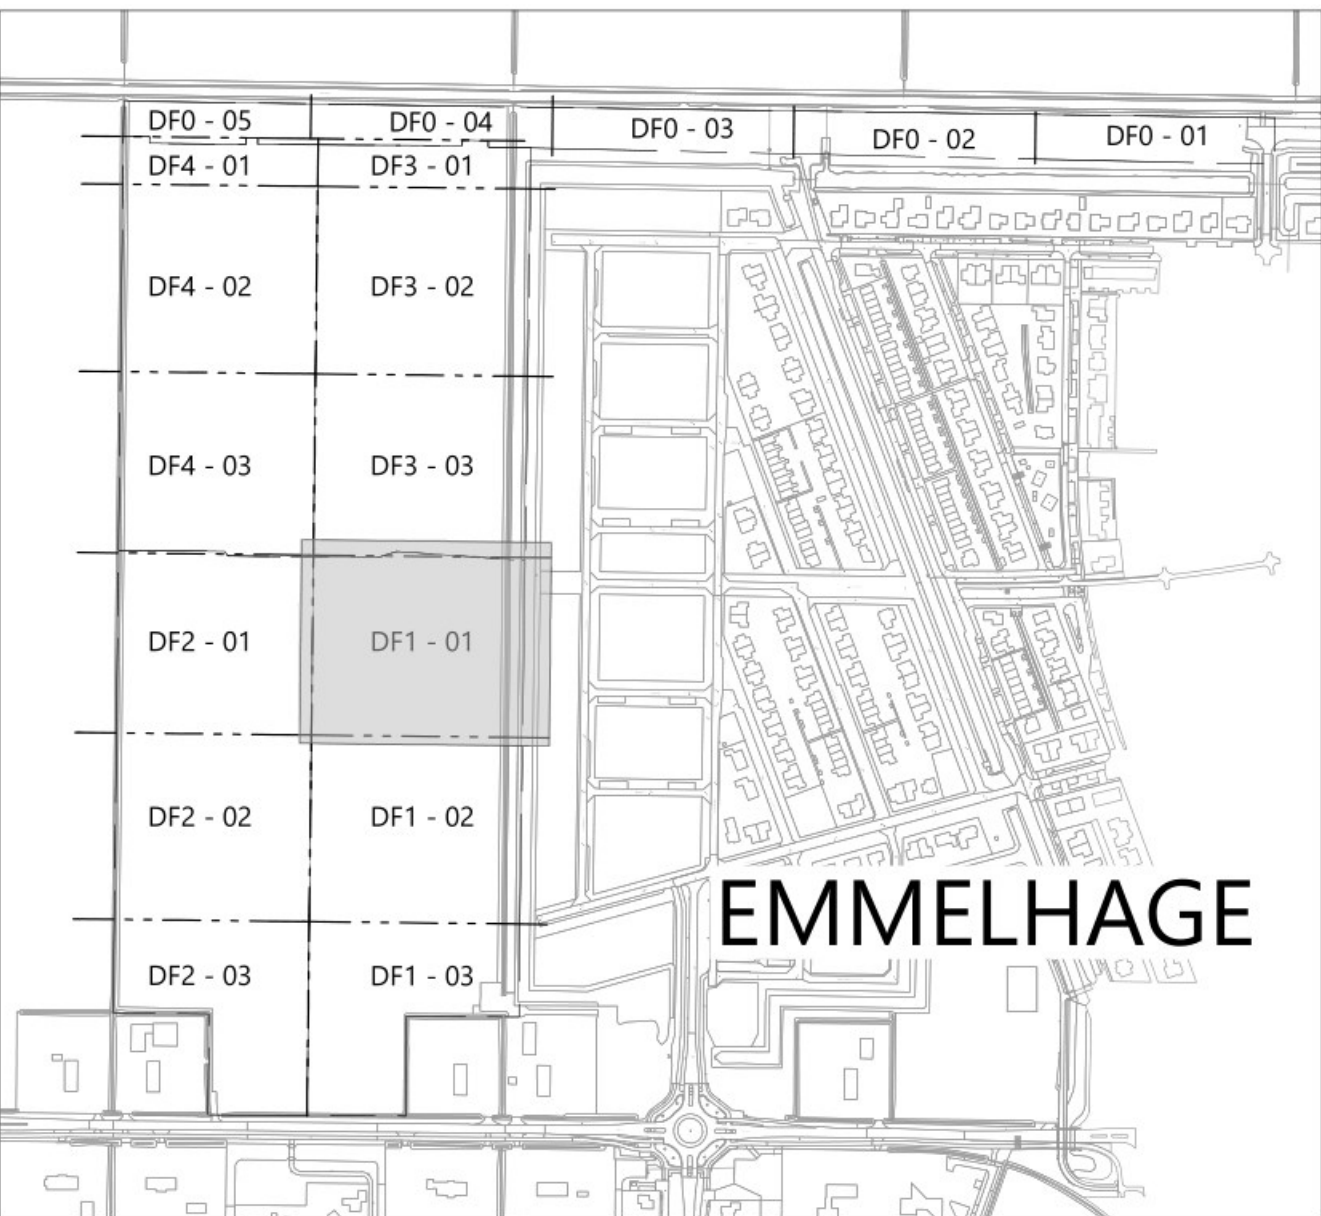 DF0 - 05
DF0 - 04
DF0 - 03
DF0 - 02
DF0 - 01
DF4 - 01
DF3 - 01
DF4 - 02
DF3 - 02
DF4 - 03
DF3 - 03
DF2 - 01
DF1 - 01
DF2 - 02
DF1 - 02
EMMELHAGE
DF2 - 03
DF1 - 03